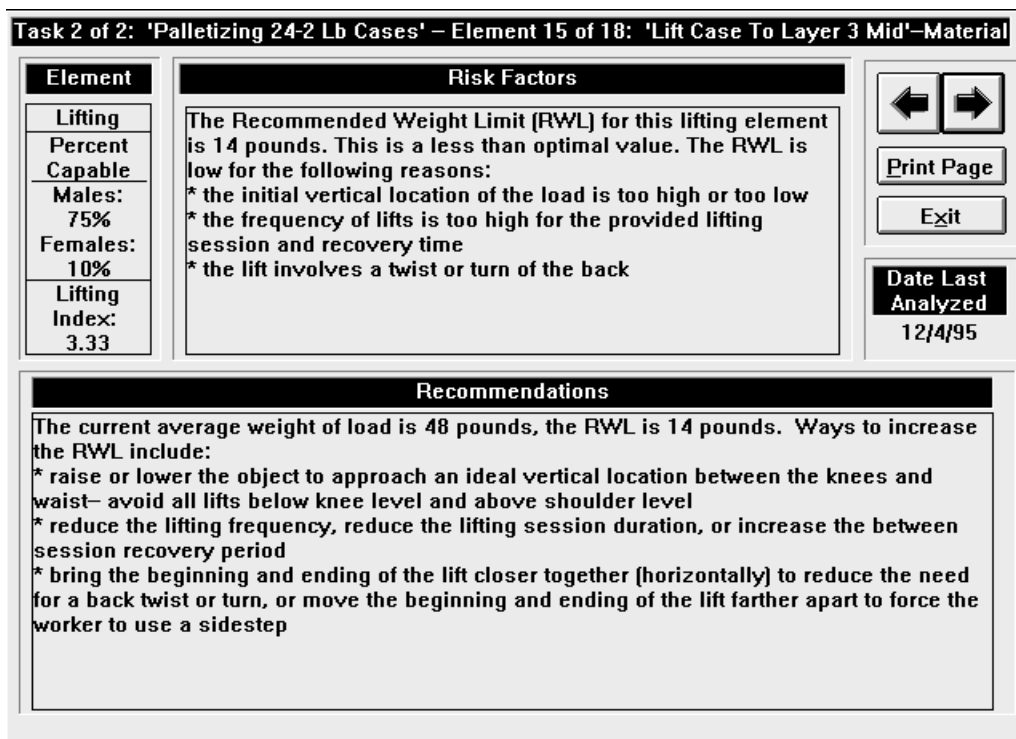 Task 2 of 2:  'Palletizing 24-2 Lb Cases' – Element 15 of 18:  'Lift Case To Layer 3 Mid'–Material
Element
Lifting
Percent
Capable
Males:
75%
Females:
10%
Lifting
Index:
3.33
Risk Factors
The Recommended Weight Limit (RWL) for this lifting element
is 14 pounds. This is a less than optimal value. The RWL is
low for the following reasons:
* the initial vertical location of the load is too high or too low
* the frequency of lifts is too high for the provided lifting
session and recovery time
* the lift involves a twist or turn of the back
Print Page
Exit
Date Last
Analyzed
12/4/95
Recommendations
The current average weight of load is 48 pounds, the RWL is 14 pounds.  Ways to increase
the RWL include:
* raise or lower the object to approach an ideal vertical location between the knees and
waist– avoid all lifts below knee level and above shoulder level
* reduce the lifting frequency, reduce the lifting session duration, or increase the between
session recovery period
* bring the beginning and ending of the lift closer together (horizontally) to reduce the need
for a back twist or turn, or move the beginning and ending of the lift farther apart to force the
worker to use a sidestep